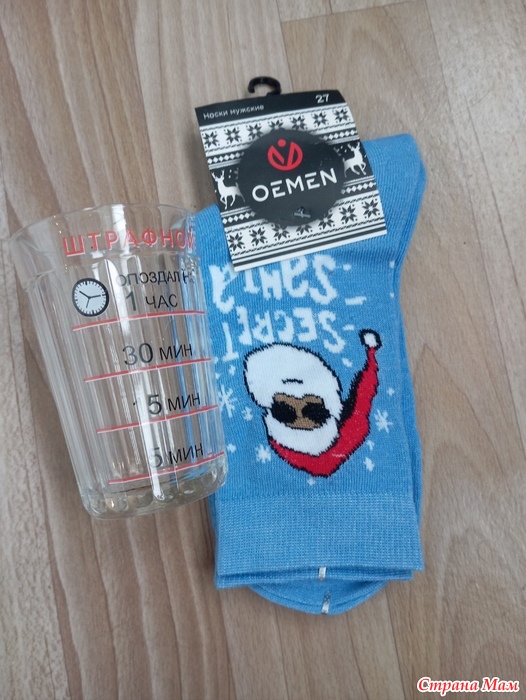 Носки мужские 27
OEMEN
ШТРАФНОЙ
ОПОЗДАЛ НА
1 ЧАС
30 МИН
15 МИН
5 МИН
SECRET
SANTA
Страна Мам